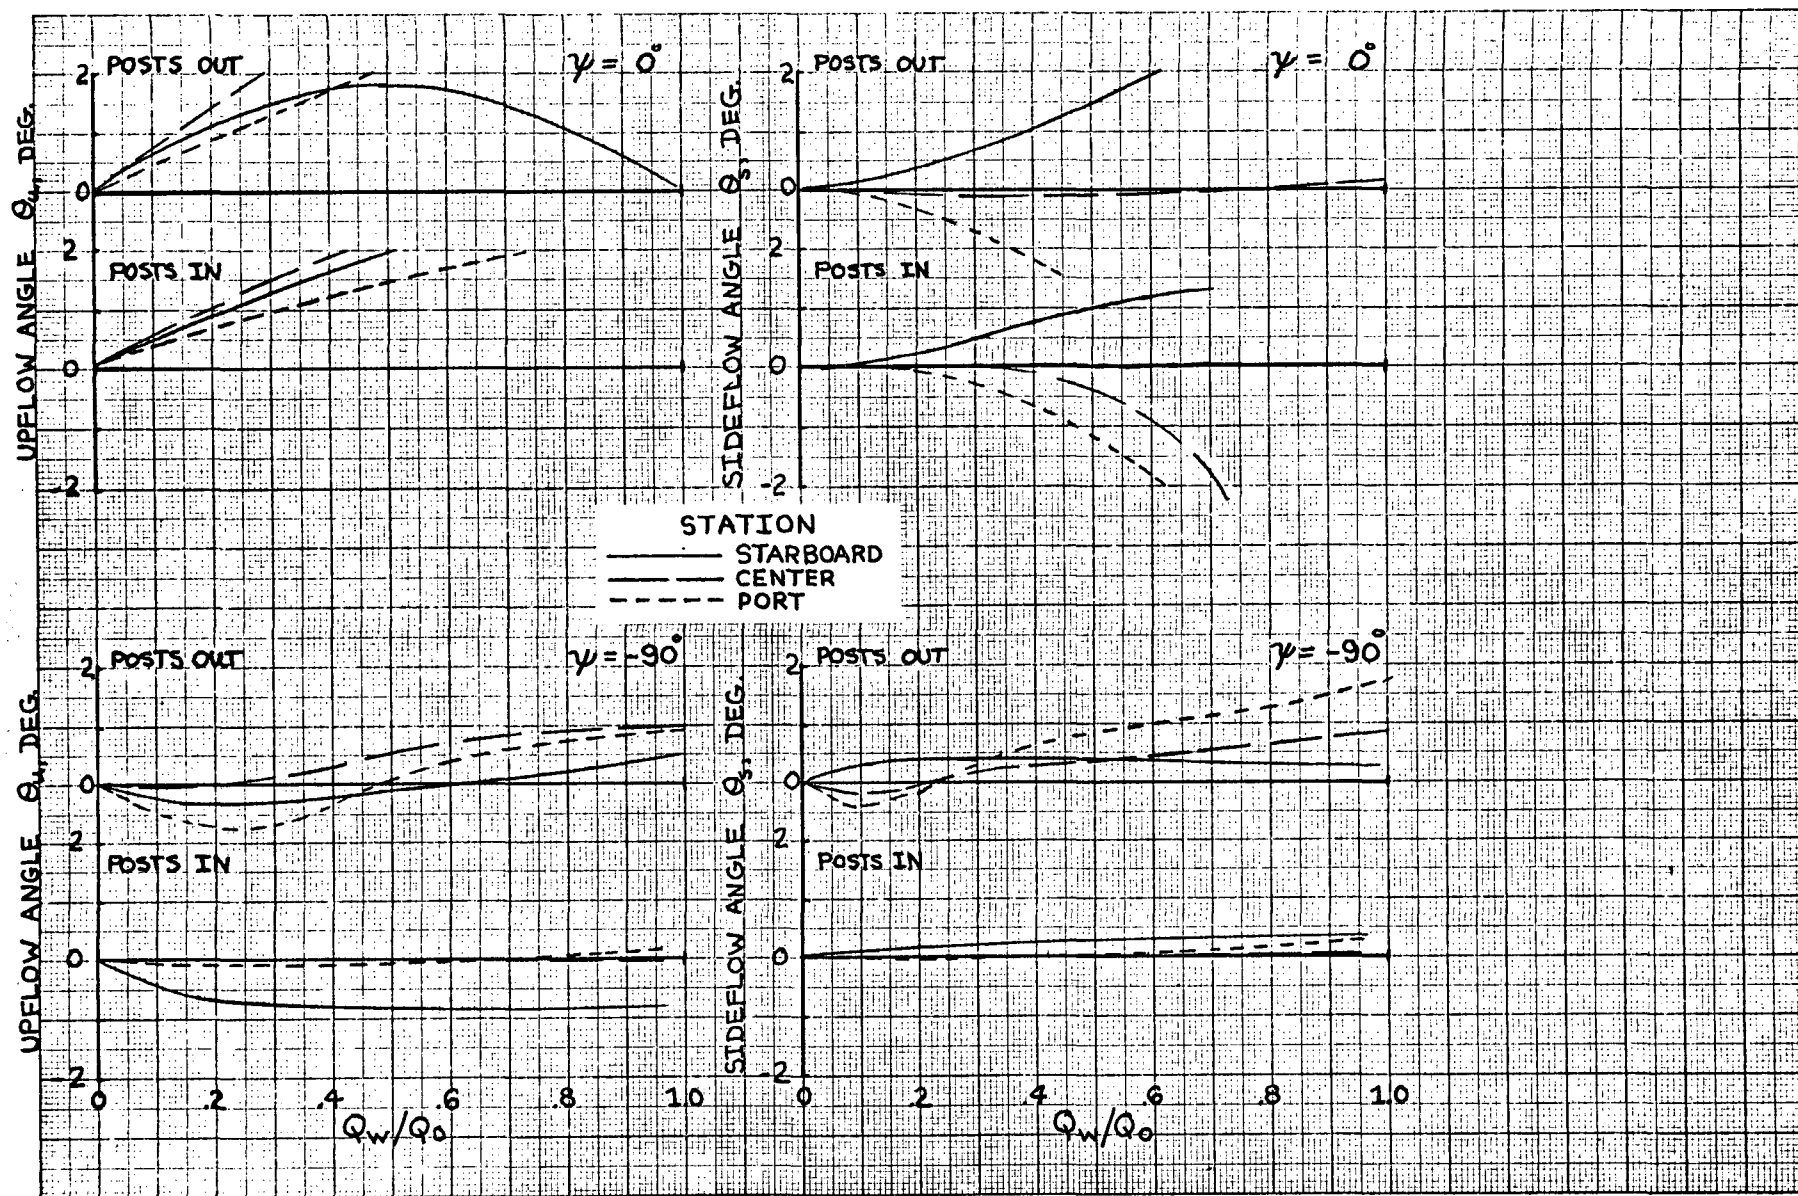 POSTS OUT
ψ = 0°
2
0
UPFLOW ANGLE θu, DEG.
POSTS IN
2
0
-2
POSTS OUT
ψ = 0°
2
0
SIDEFLOW ANGLE θs, DEG.
POSTS IN
2
0
-2
STATION
STARBOARD
CENTER
PORT
POSTS OUT
ψ = -90°
2
0
UPFLOW ANGLE θu, DEG.
POSTS IN
2
0
-2
0 .2 .4 .6 .8 1.0
QW/QO
POSTS OUT
ψ = -90°
2
0
SIDEFLOW ANGLE θs, DEG.
POSTS IN
2
0
-2
0 .2 .4 .6 .8 1.0
QW/QO